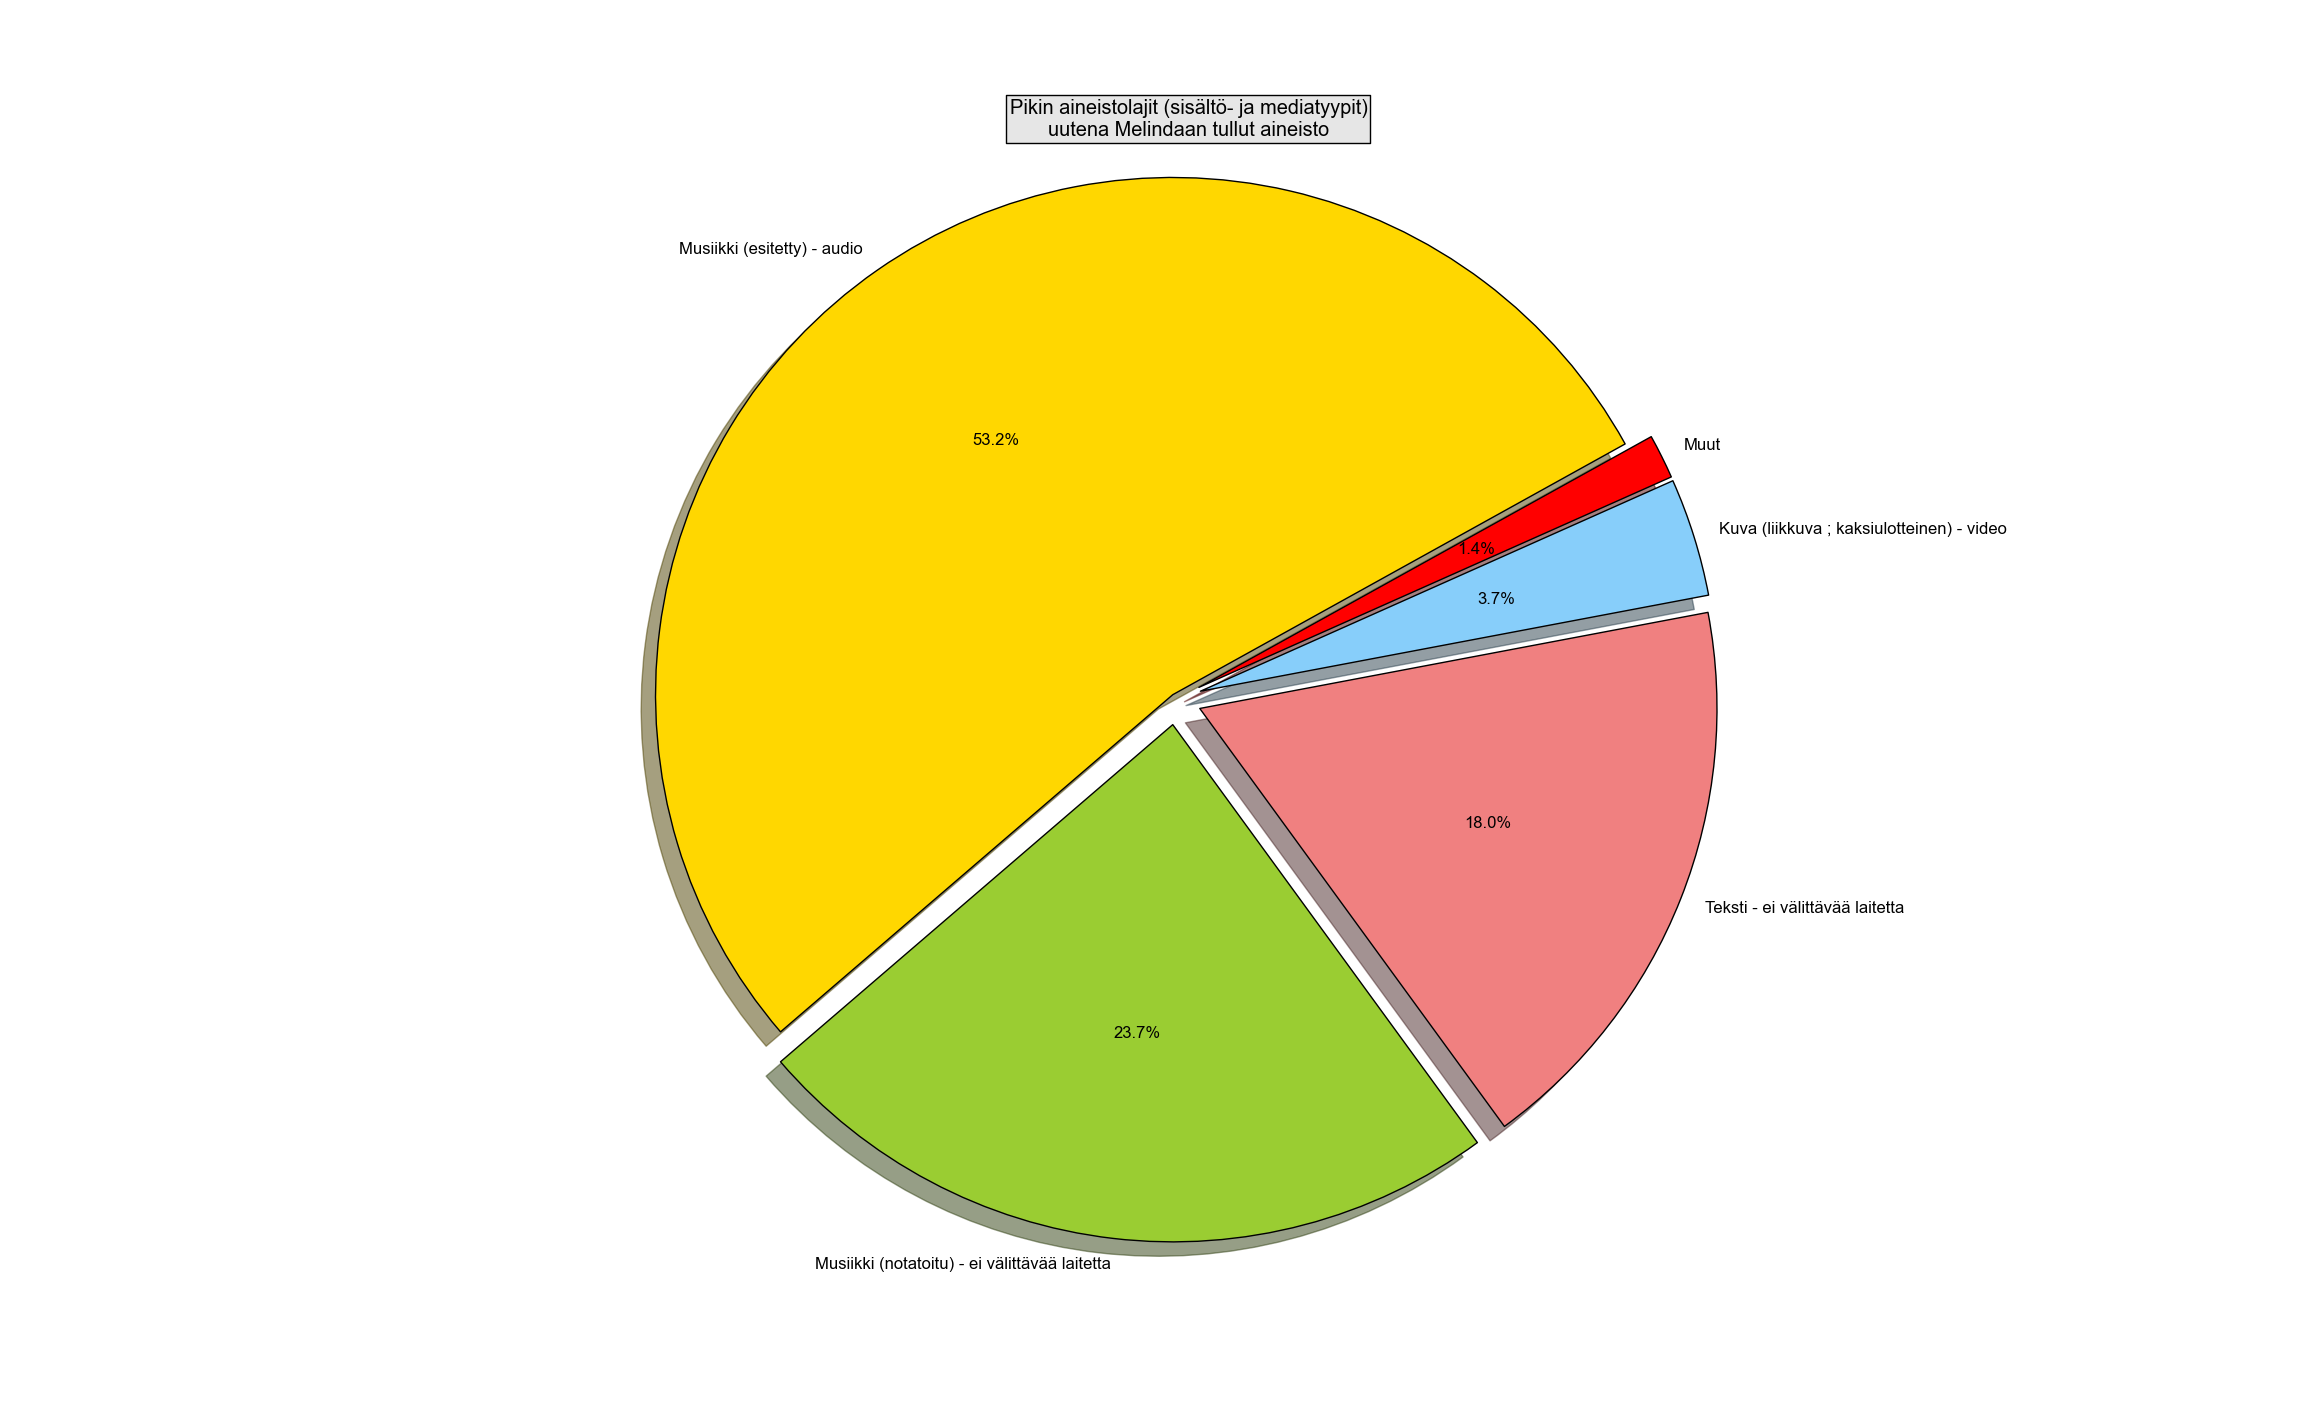 Pikin aineistolajit (sisältö- ja mediatyypit)
uutena Melindaan tullut aineisto
Musiikki (esitetty) - audio
53.2%
Muut
1.4%
Kuva (liikkuva ; kaksiulotteinen) - video
3.7%
18.0%
Teksti - ei välittävää laitetta
23.7%
Musiikki (notatoitu) - ei välittävää laitetta